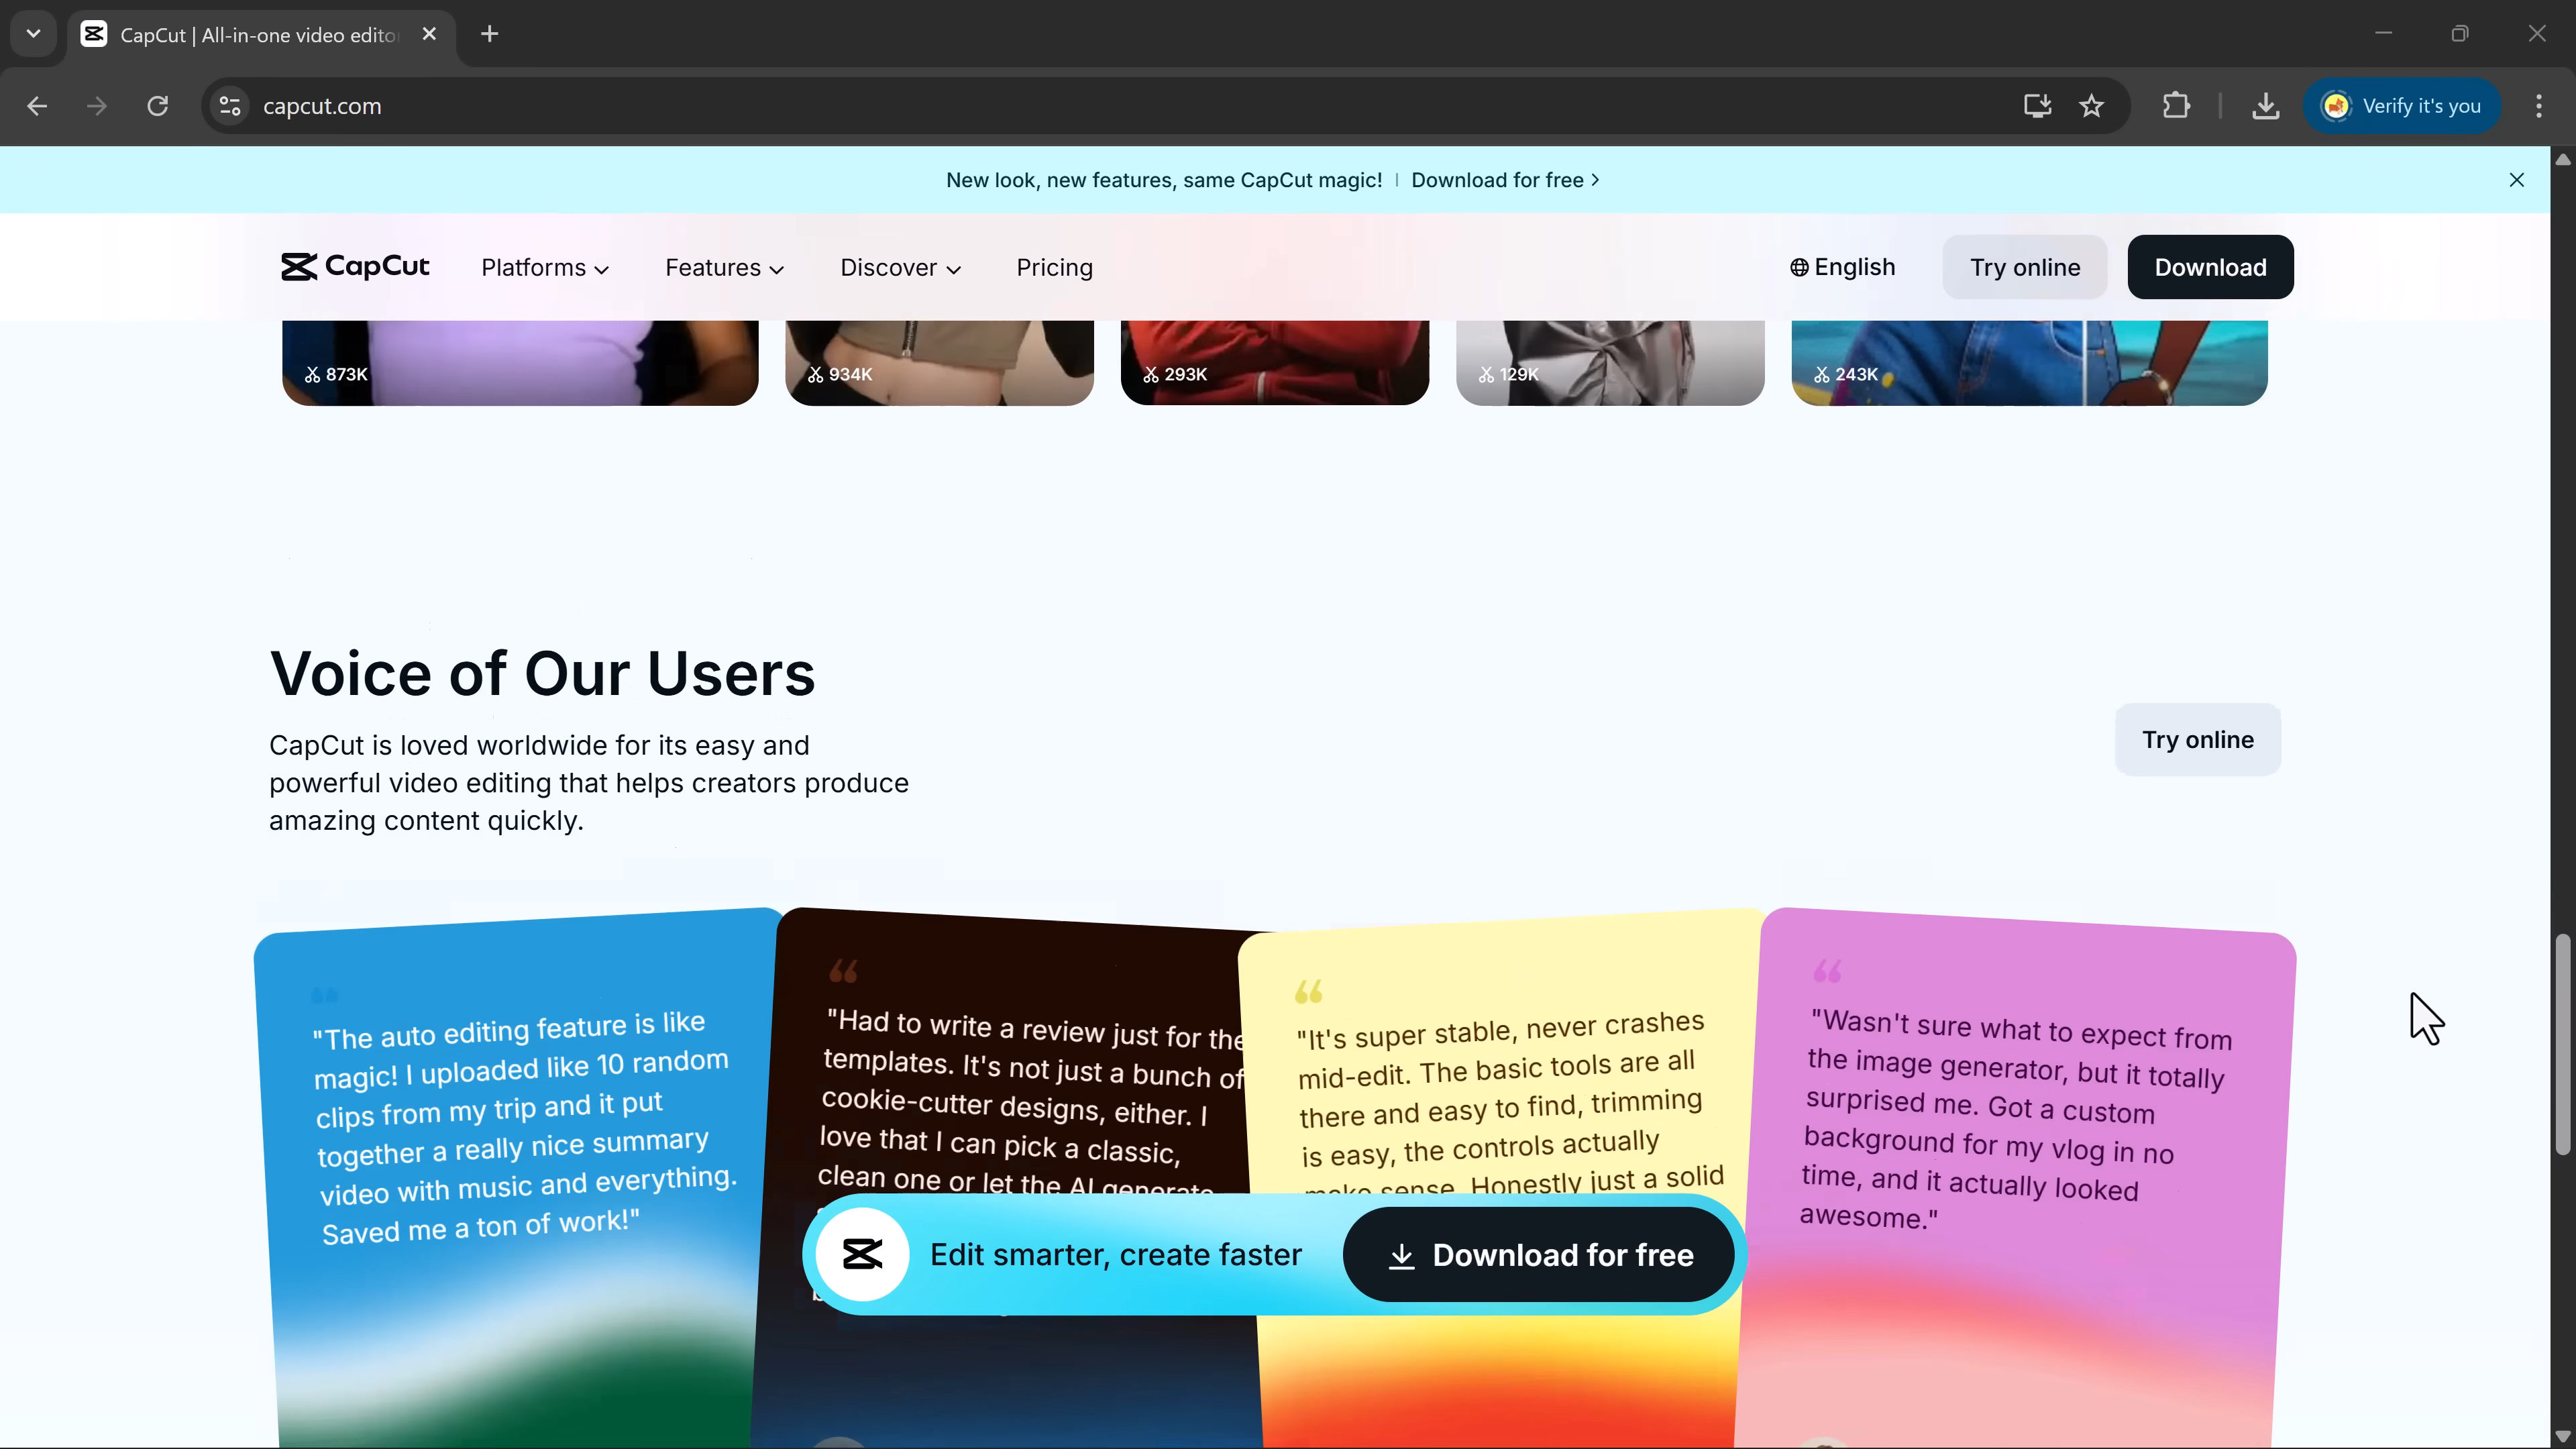 CapCut | All-in-one video edito
capcut.com
Verify it's you
New look, new features, same CapCut magic! | Download for free >
CapCut
Platforms
Features
Discover
Pricing
English
Try online
Download
873K
934K
293K
129K
243K
Voice of Our Users
CapCut is loved worldwide for its easy and
powerful video editing that helps creators produce
amazing content quickly.
Try online
"The auto editing feature is like
magic! I uploaded like 10 random
clips from my trip and it put
together a really nice summary
video with music and everything.
Saved me a ton of work!"
"Had to write a review just for the
templates. It's not just a bunch of
cookie-cutter designs, either. I
love that I can pick a classic,
clean one or let the AI generate
"It's super stable, never crashes
mid-edit. The basic tools are all
there and easy to find, trimming
is easy, the controls actually
make sense. Honestly just a solid
"Wasn't sure what to expect from
the image generator, but it totally
surprised me. Got a custom
background for my vlog in no
time, and it actually looked
awesome."
Edit smarter, create faster
Download for free